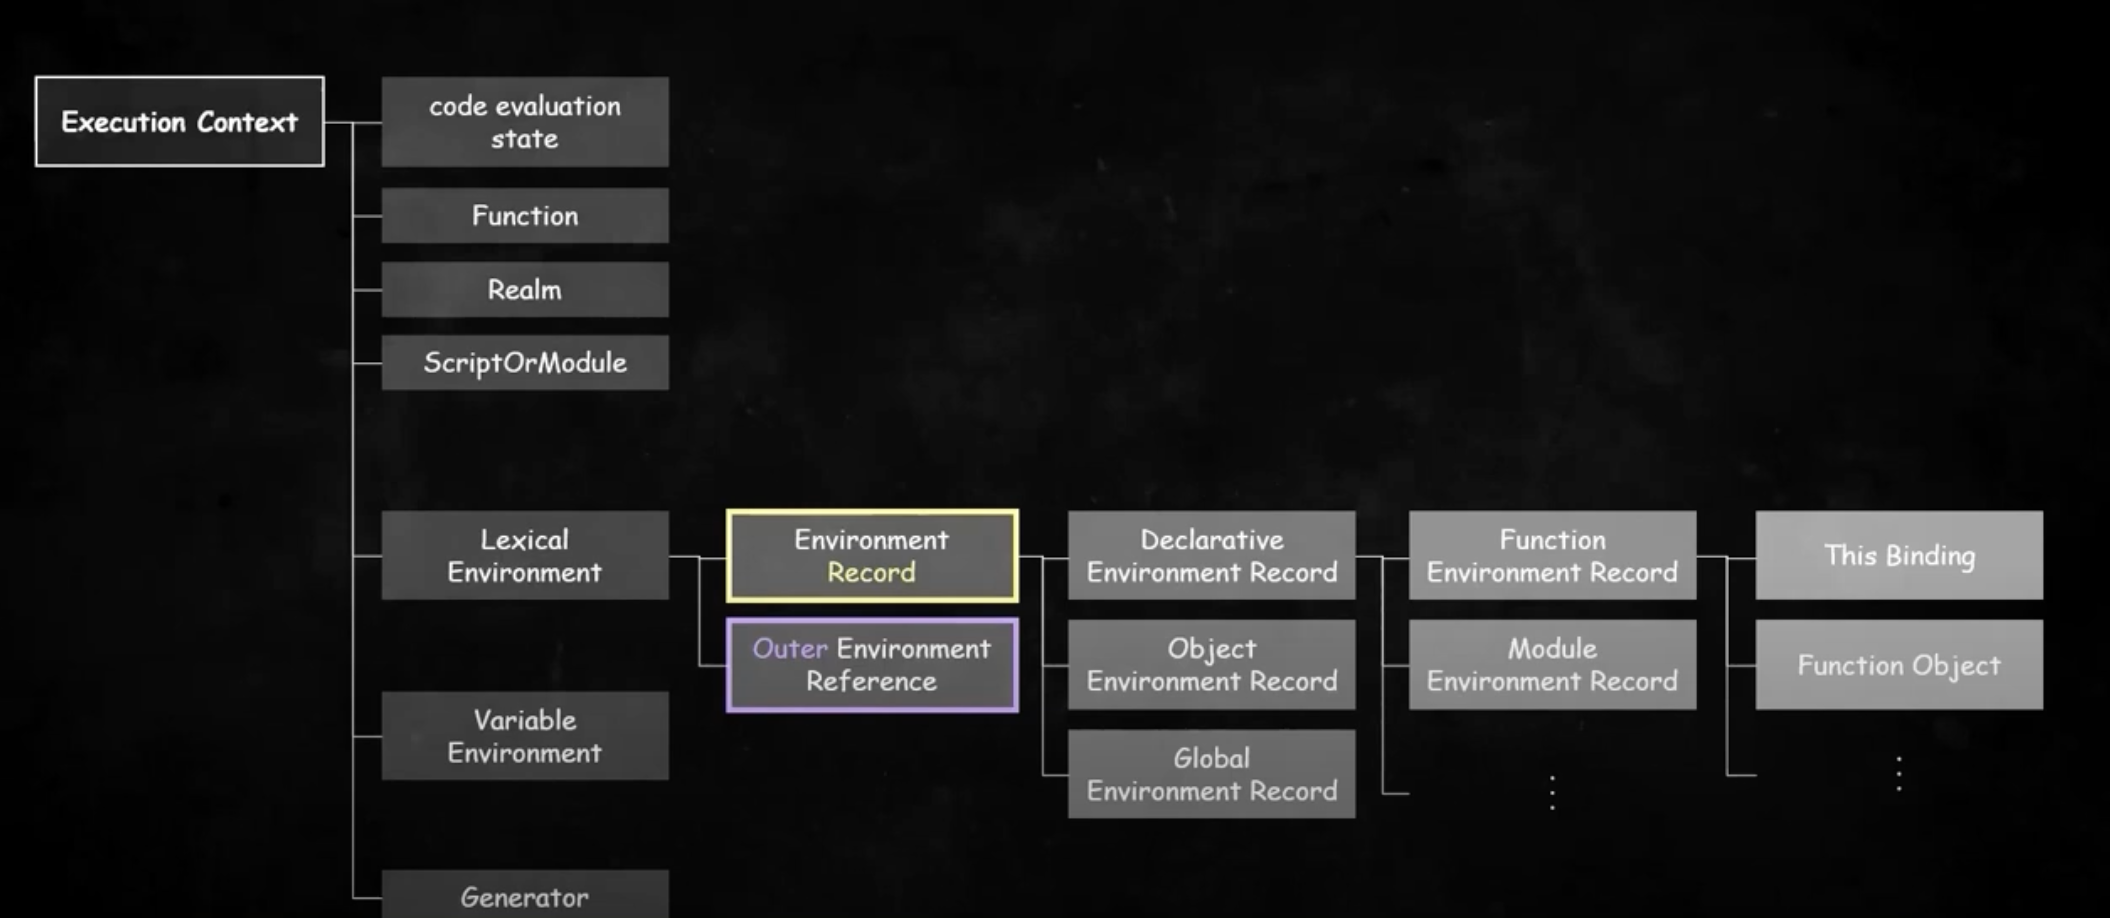 Execution Context
code evaluation
state
Function
Realm
ScriptOrModule
Lexical
Environment
Environment
Record
Outer Environment
Reference
Declarative
Environment Record
Object
Environment Record
Global
Environment Record
Function
Environment Record
Module
Environment Record
This Binding
Function Object
Variable
Environment
Generator